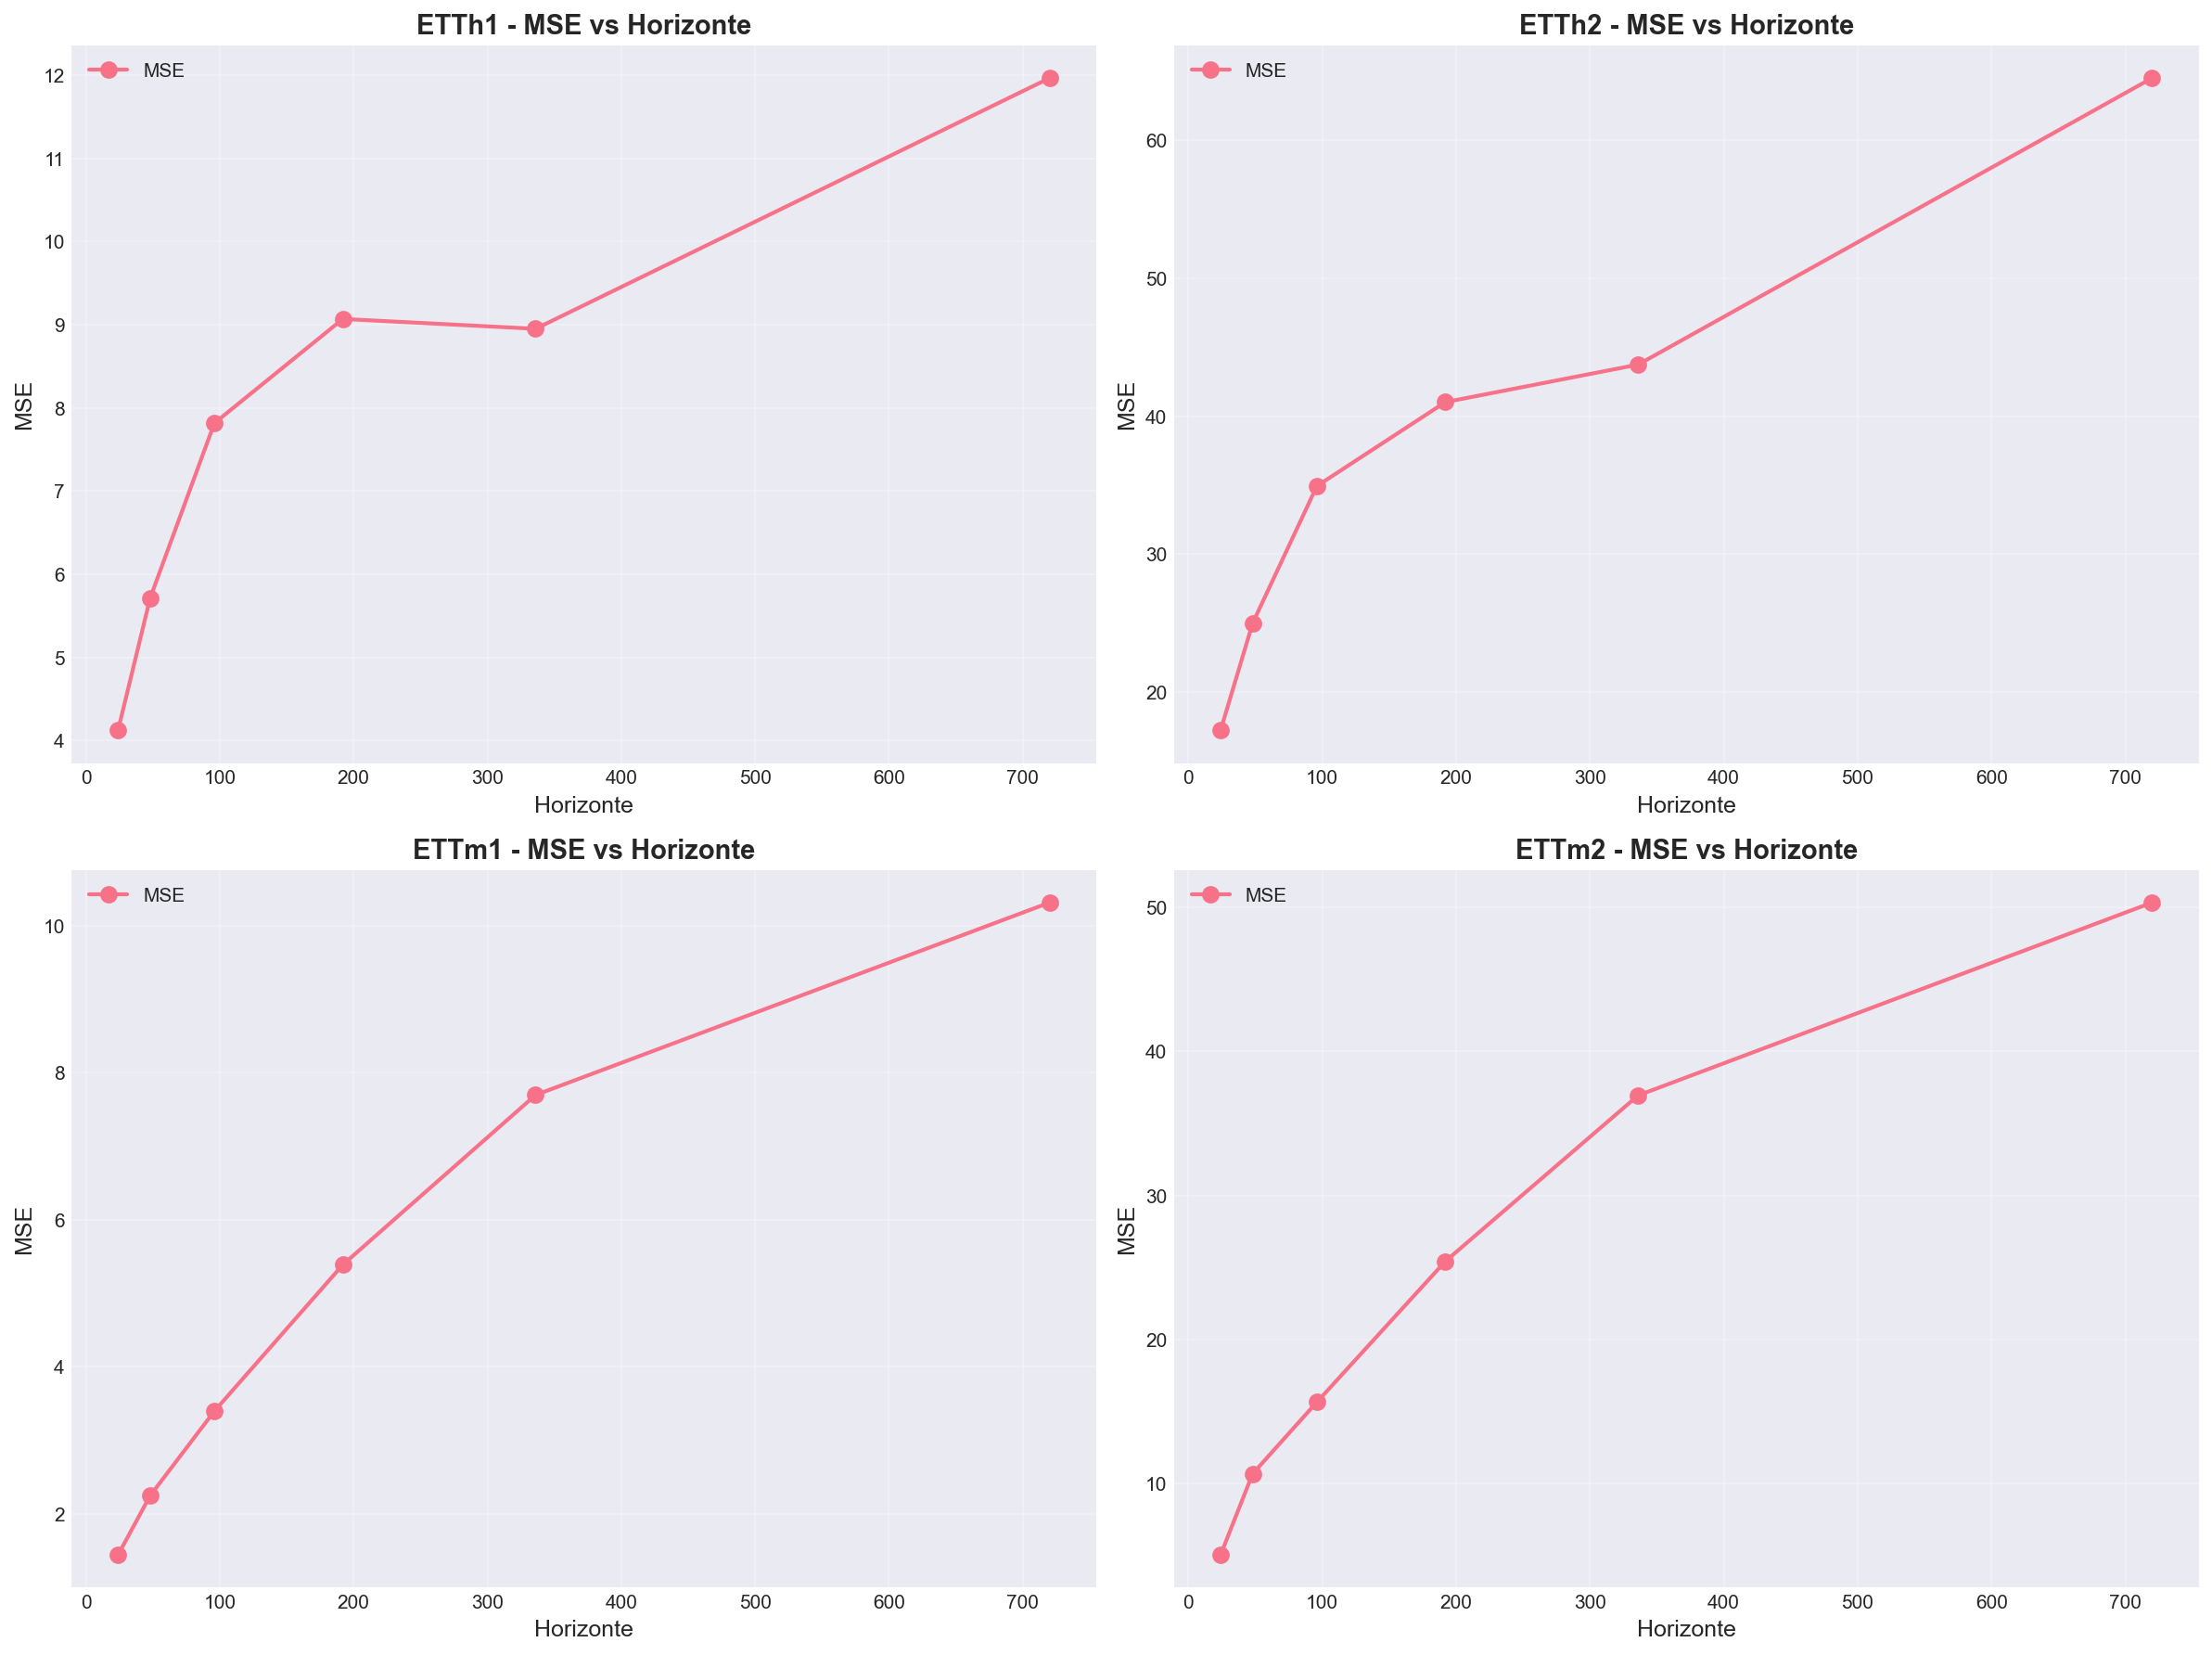 ETTh1 - MSE vs Horizonte
MSE
12
11
10
9
8
7
6
5
4
MSE
0 100 200 300 400 500 600 700
Horizonte
ETTh2 - MSE vs Horizonte
MSE
60
50
40
30
20
MSE
0 100 200 300 400 500 600 700
Horizonte
ETTm1 - MSE vs Horizonte
MSE
10
8
6
4
2
MSE
0 100 200 300 400 500 600 700
Horizonte
ETTm2 - MSE vs Horizonte
MSE
50
40
30
20
10
MSE
0 100 200 300 400 500 600 700
Horizonte